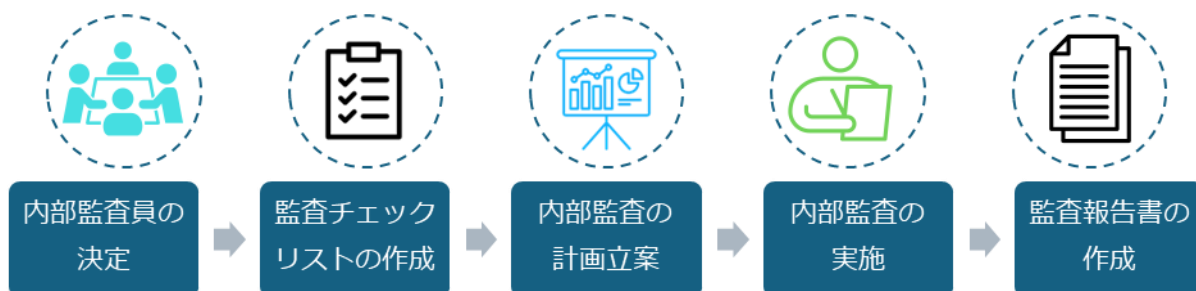 内部監査員の
決定
監査チェック
リストの作成
内部監査の
計画立案
内部監査の
実施
監査報告書の
作成